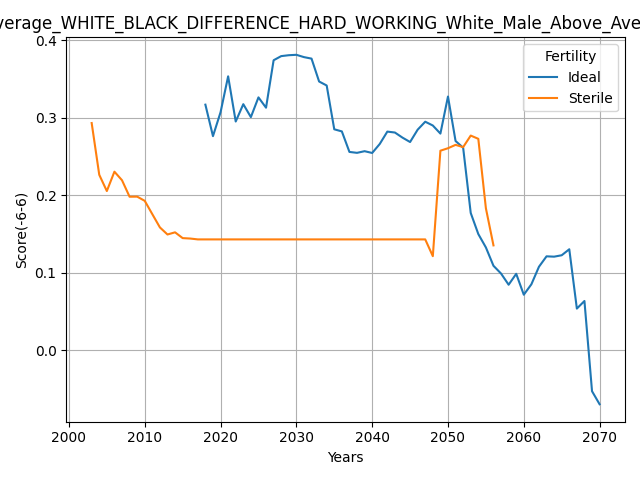 verage_WHITE_BLACK_DIFFERENCE_HARD_WORKING_White_Male_Above_Ave
Fertility
Ideal
Sterile
Score(-6-6)
0.4
0.3
0.2
0.1
0.0
2000 2010 2020 2030 2040 2050 2060 2070
Years